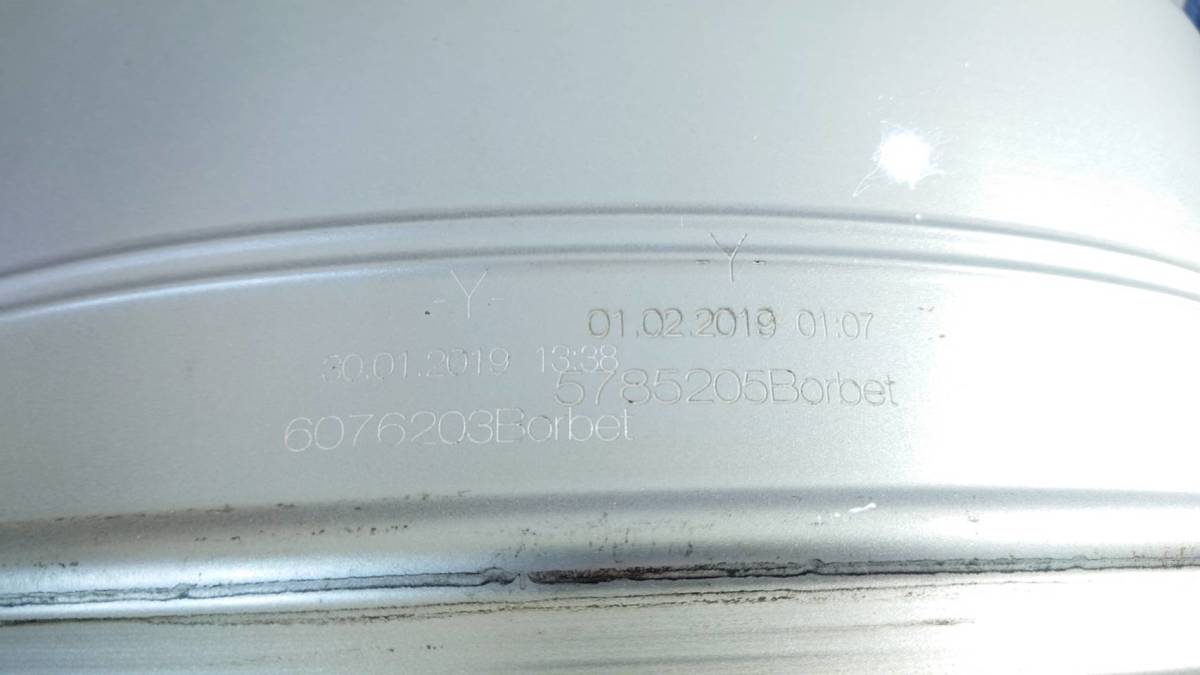 -Y-
30.01.2019 13:38
6076203Borbet
-Y-
01.02.2019 01:07
5785205Borbet